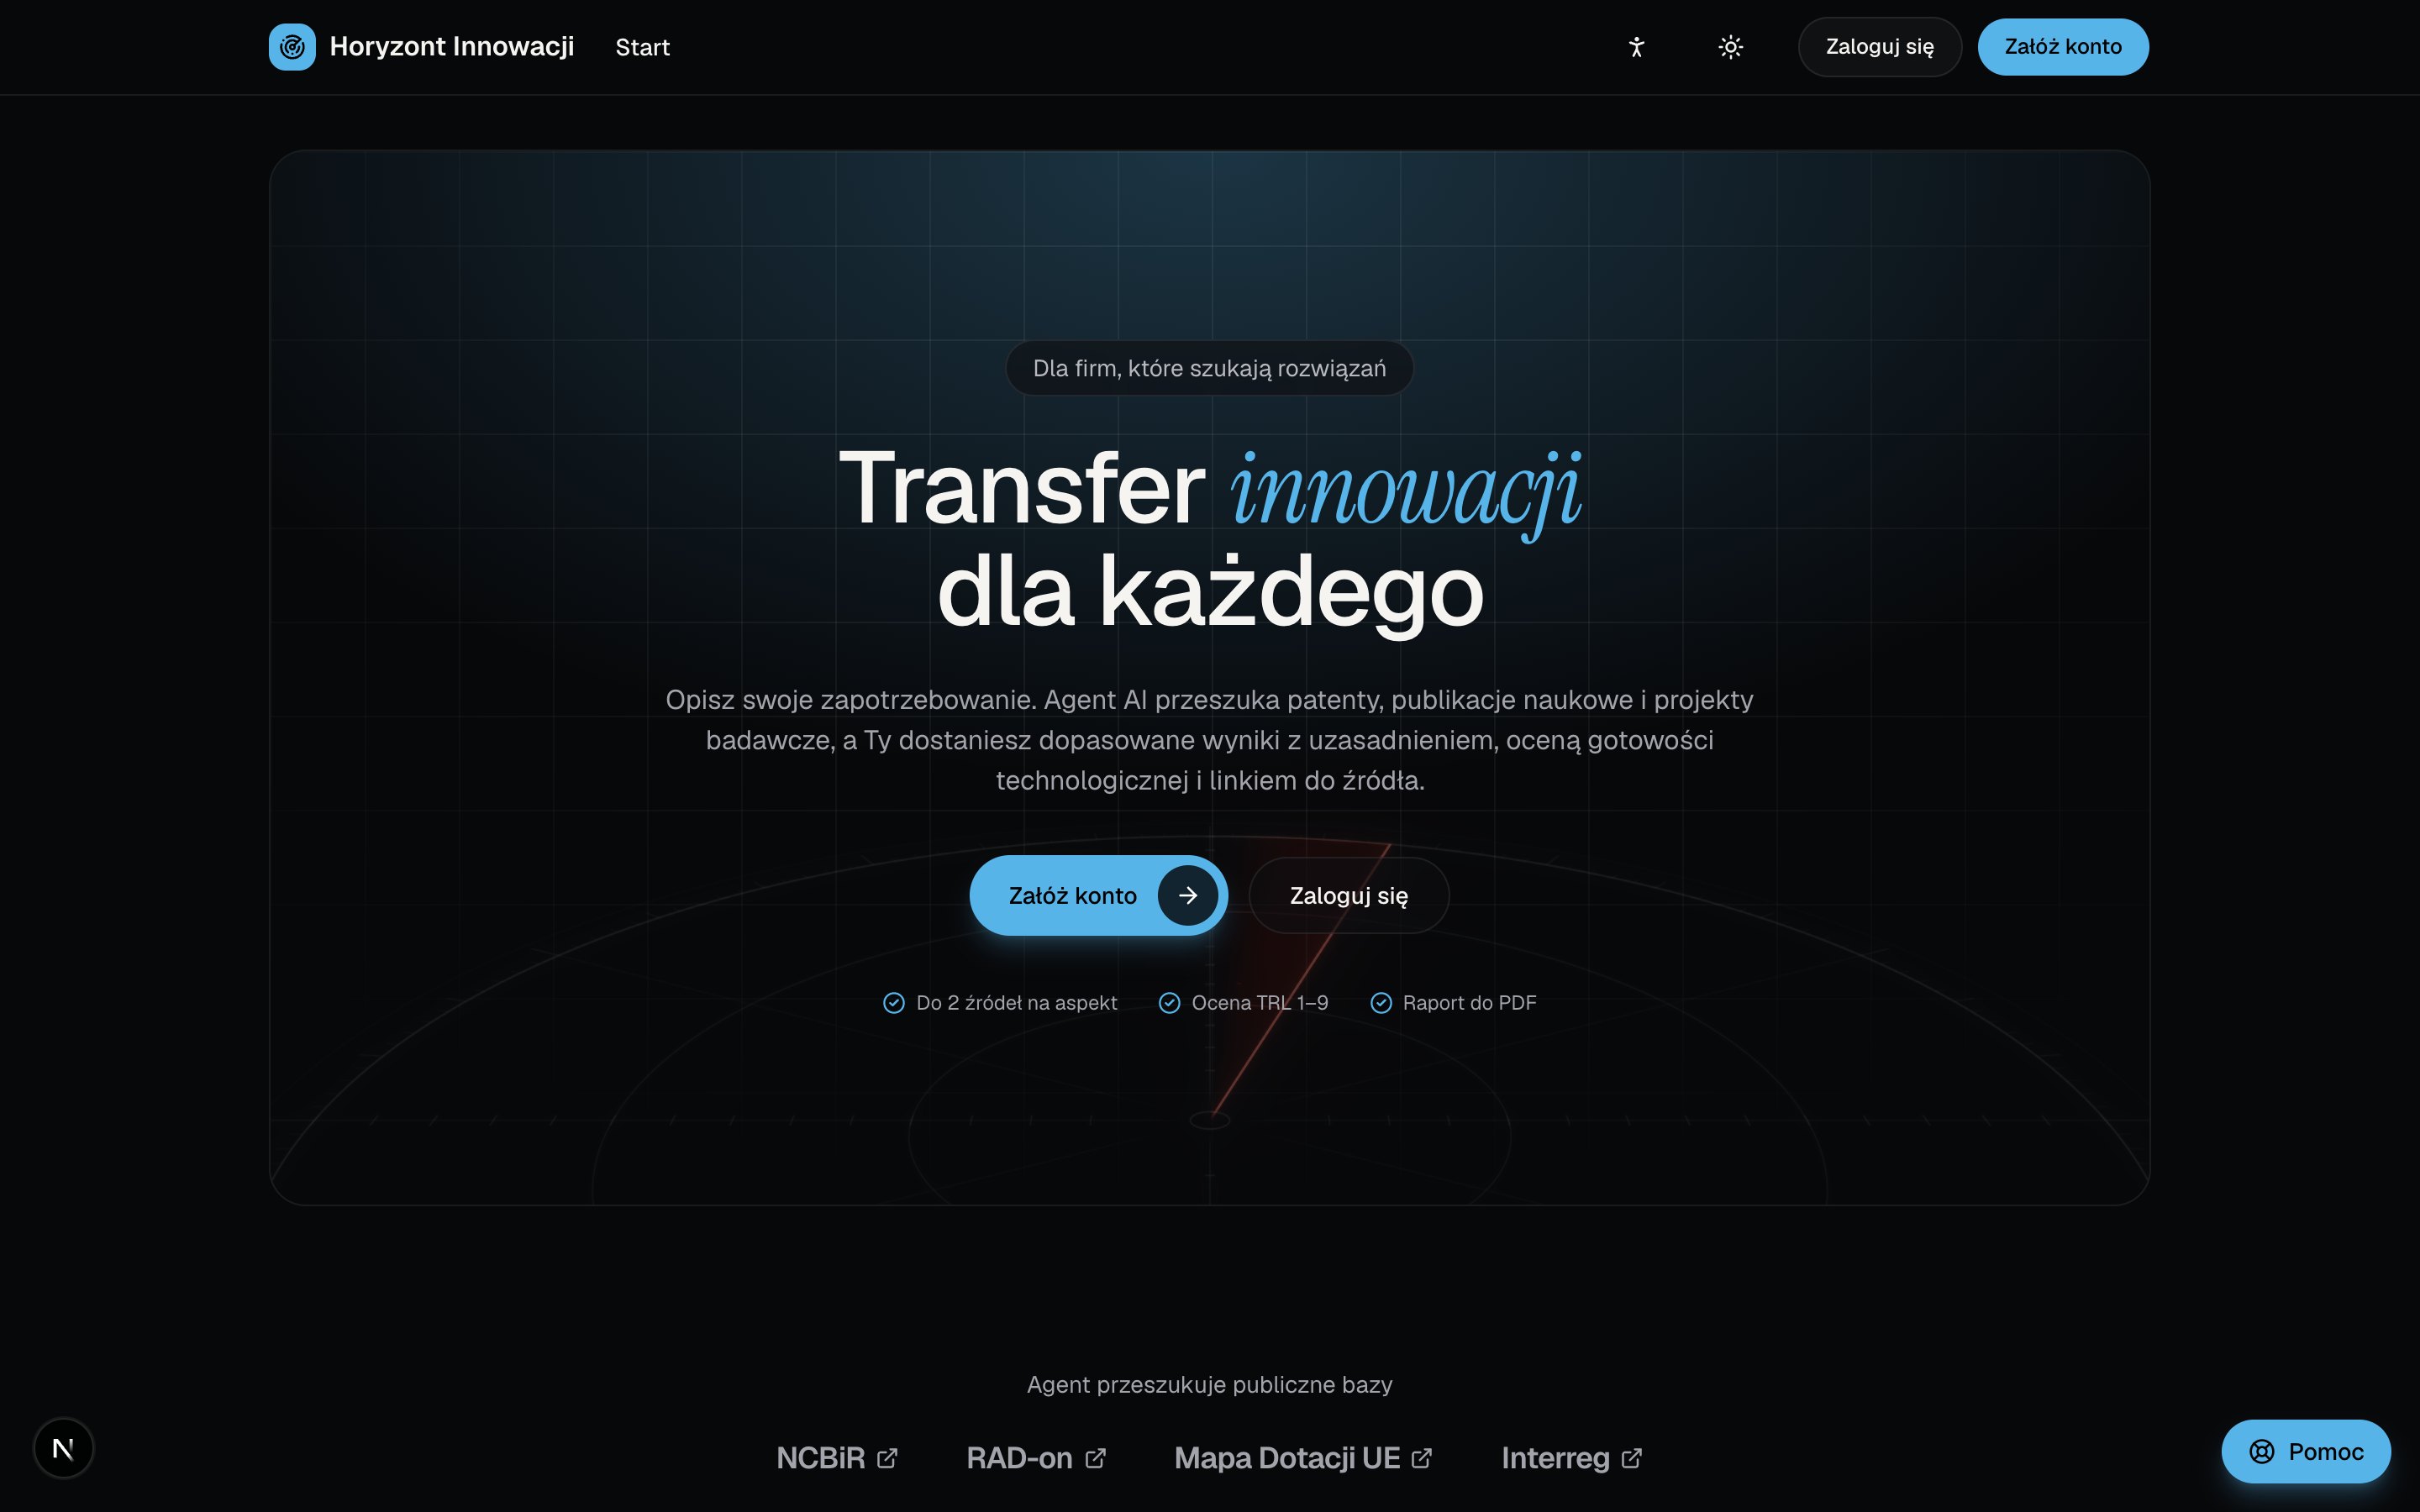 Horyzont Innowacji
Start
Zaloguj się
Załóż konto
Dla firm, które szukają rozwiązań
Transfer innowacji
dla każdego
Opisz swoje zapotrzebowanie. Agent AI przeszuka patenty, publikacje naukowe i projekty
badawcze, a Ty dostaniesz dopasowane wyniki z uzasadnieniem, oceną gotowości
technologicznej i linkiem do źródła.
Załóż konto
Zaloguj się
Do 2 źródeł na aspekt
Ocena TRL 1–9
Raport do PDF
Agent przeszukuje publiczne bazy
NCBiR
RAD-on
Mapa Dotacji UE
Interreg
N
Pomoc